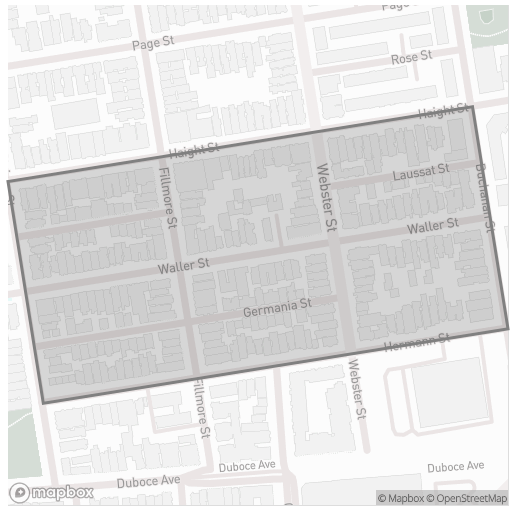 Page St
Page St
Rose St
Haight St
Haight St
Fillmore St
Webster St
Laussat St
Buchanan St
Waller St
Waller St
Germania St
Hermann St
Fillmore St
Webster St
Duboce Ave
Duboce Ave
Duboce Ave
mapbox
© Mapbox © OpenStreetMap